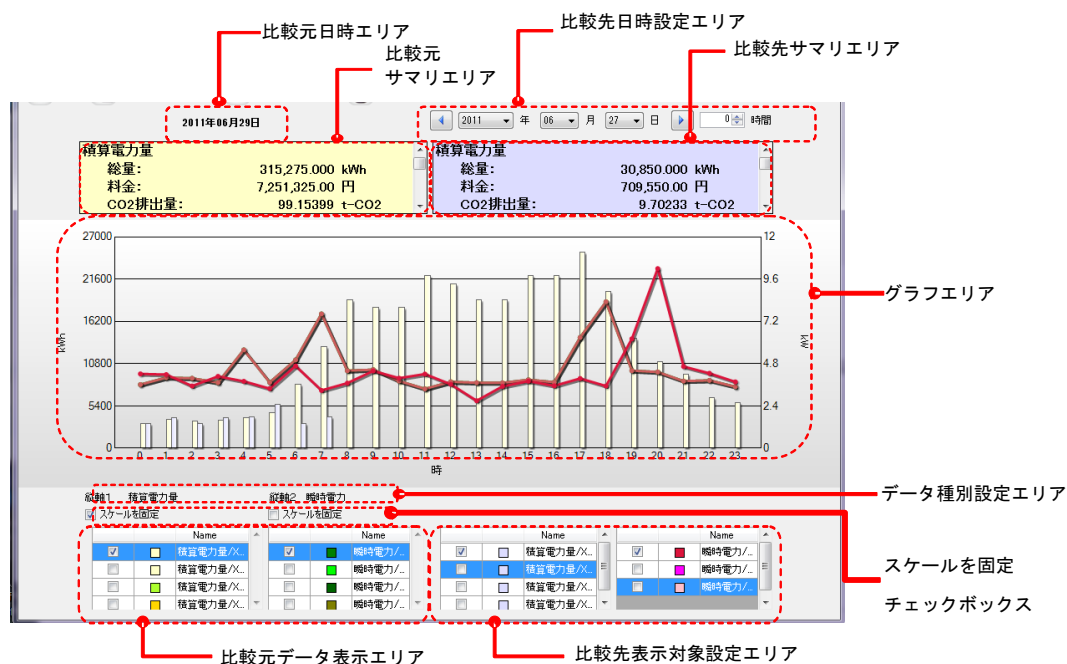 比較元日時エリア
比較先日時設定エリア
比較元
サマリエリア
比較先サマリエリア
2011年06月29日
2011 年 06 月 27 日 0 時間
積算電力量
総量: 315,275.000 kWh
料金: 7,251,325.00 円
CO2排出量: 99.15399 t-CO2
積算電力量
総量: 30,850.000 kWh
料金: 709,550.00 円
CO2排出量: 9.70233 t-CO2
27000 12
21600 9.6
16200 7.2
10800 4.8
5400 2.4
0 0
kWh
kW
0 1 2 3 4 5 6 7 8 9 10 11 12 13 14 15 16 17 18 19 20 21 22 23
時
グラフエリア
縦軸1 積算電力量 縦軸2 瞬時電力
データ種別設定エリア
スケールを固定 スケールを固定
スケールを固定
チェックボックス
Name Name Name Name
積算電力量/X... 瞬時電力/... 積算電力量/X... 瞬時電力/...
積算電力量/X... 瞬時電力/... 積算電力量/X... 瞬時電力/...
積算電力量/X... 瞬時電力/... 積算電力量/X... 瞬時電力/...
積算電力量/X... 瞬時電力/... 積算電力量/X...
比較元データ表示エリア
比較先表示対象設定エリア